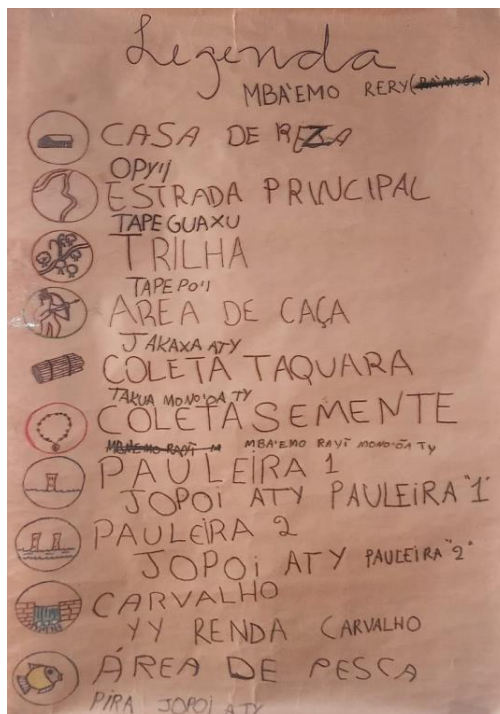 Legenda
MBA'EMO RERY
CASA DE REZA
OPY'I
ESTRADA PRINCIPAL
TAPE GUAXU
TRILHA
TAPE PO'I
AREA DE CAÇA
JAKAXA ATY
COLETA TAQUARA
TAKUA MONO'ÕA TY
COLETA SEMENTE
MBA'EMO RAYĨ MONO'ÕA TY
PAULEIRA 1
JOPOI ATY PAULEIRA "1"
PAULEIRA 2
JOPOI ATY PAULEIRA "2"
CARVALHO
YY RENDA CARVALHO
ÁREA DE PESCA
PIRA JOPOI ATY